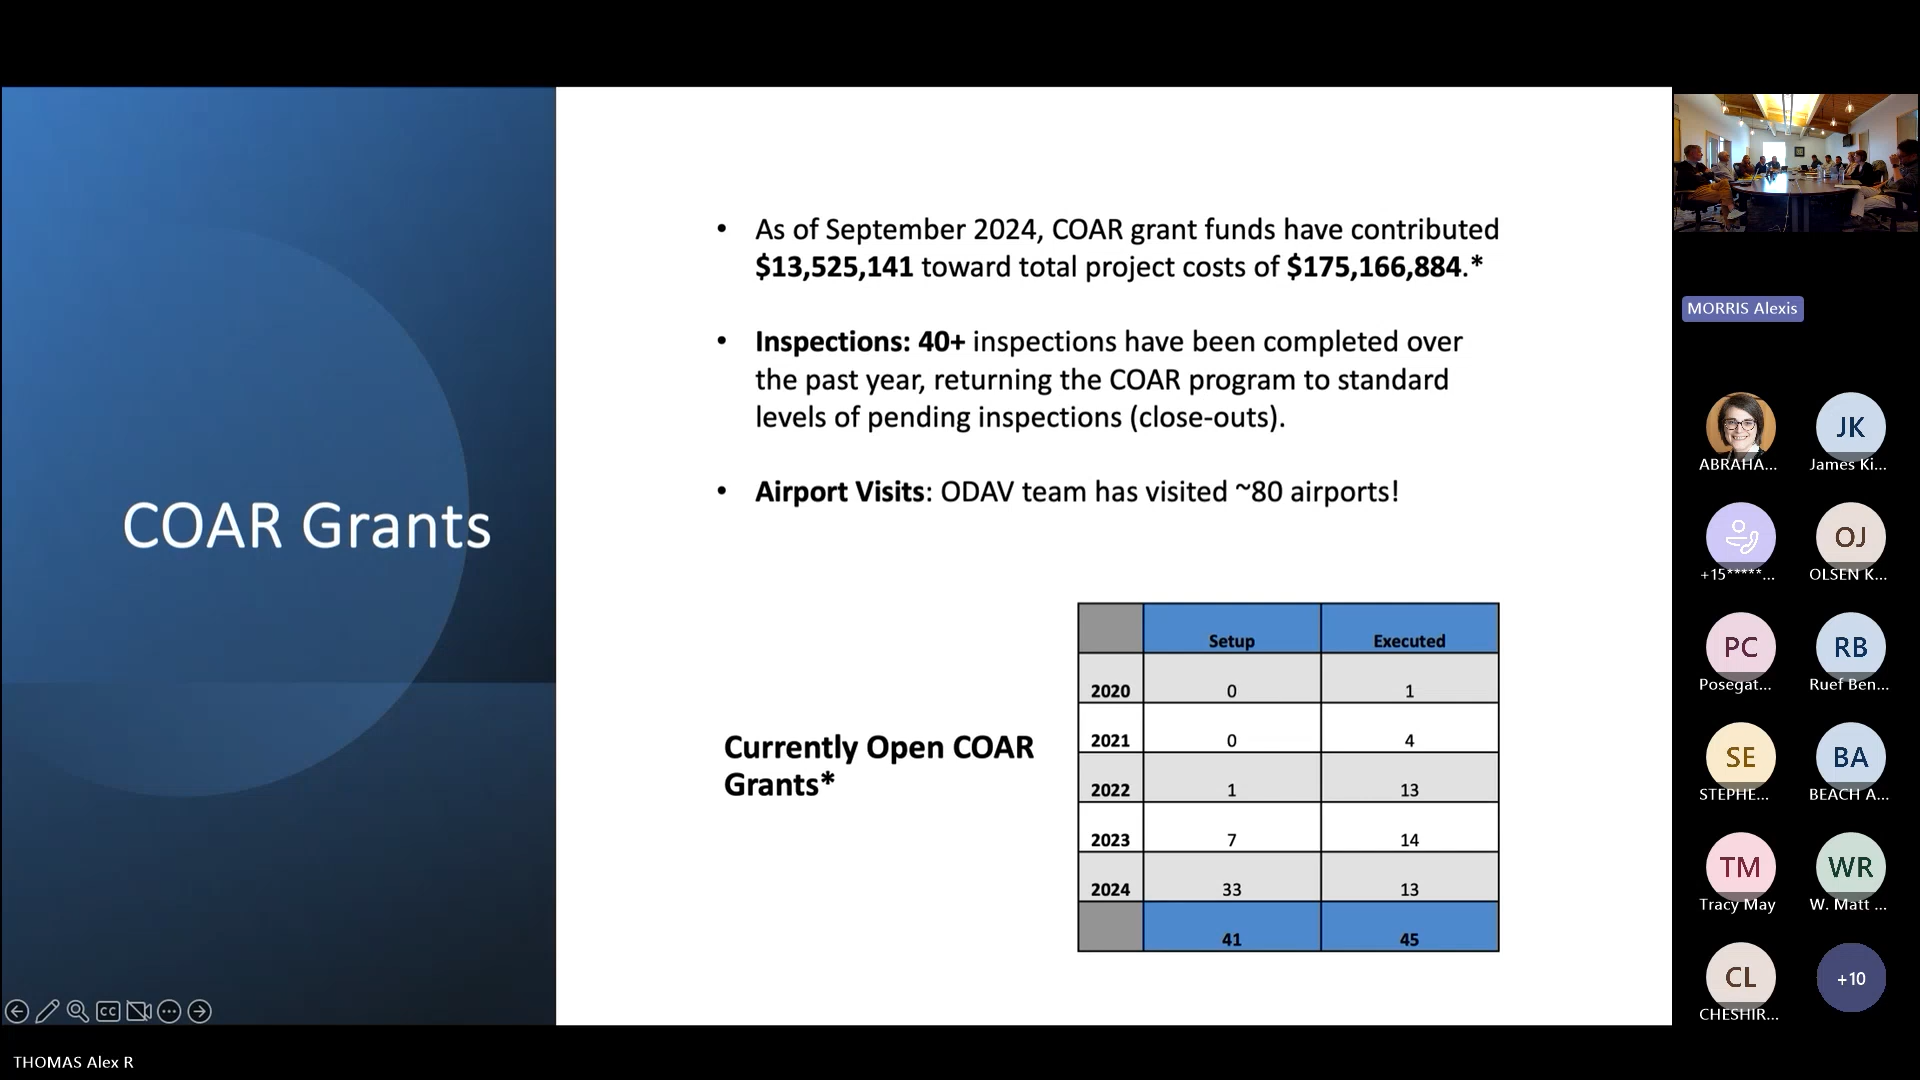 COAR Grants
• As of September 2024, COAR grant funds have contributed
$13,525,141 toward total project costs of $175,166,884.*
• Inspections: 40+ inspections have been completed over
the past year, returning the COAR program to standard
levels of pending inspections (close-outs).
• Airport Visits: ODAV team has visited ~80 airports!
Currently Open COAR
Grants*
Setup Executed
2020 0 1
2021 0 4
2022 1 13
2023 7 14
2024 33 13
41 45
MORRIS Alexis
JK
ABRAHA... James Ki...
OJ
+15*****... OLSEN K...
PC RB
Posegat... Ruef Ben...
SE BA
STEPHE... BEACH A...
TM WR
Tracy May W. Matt ...
CL +10
CHESHIR...
CC
THOMAS Alex R